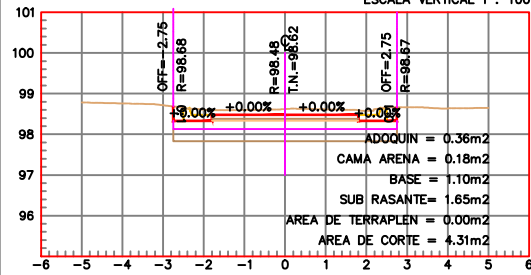 ESCALA VERTICAL 1 : 100
101
100
99
98
97
96
OFF=-2.75
R=98.68
R=98.48
T.N.=98.62
OFF=2.75
R=98.67
+0.00%
+0.00%
+0.00%
+0.00%
ADOQUIN = 0.36m2
CAMA ARENA = 0.18m2
BASE = 1.10m2
SUB RASANTE= 1.65m2
AREA DE TERRAPLEN = 0.00m2
AREA DE CORTE = 4.31m2
-6 -5 -4 -3 -2 -1 0 1 2 3 4 5 6